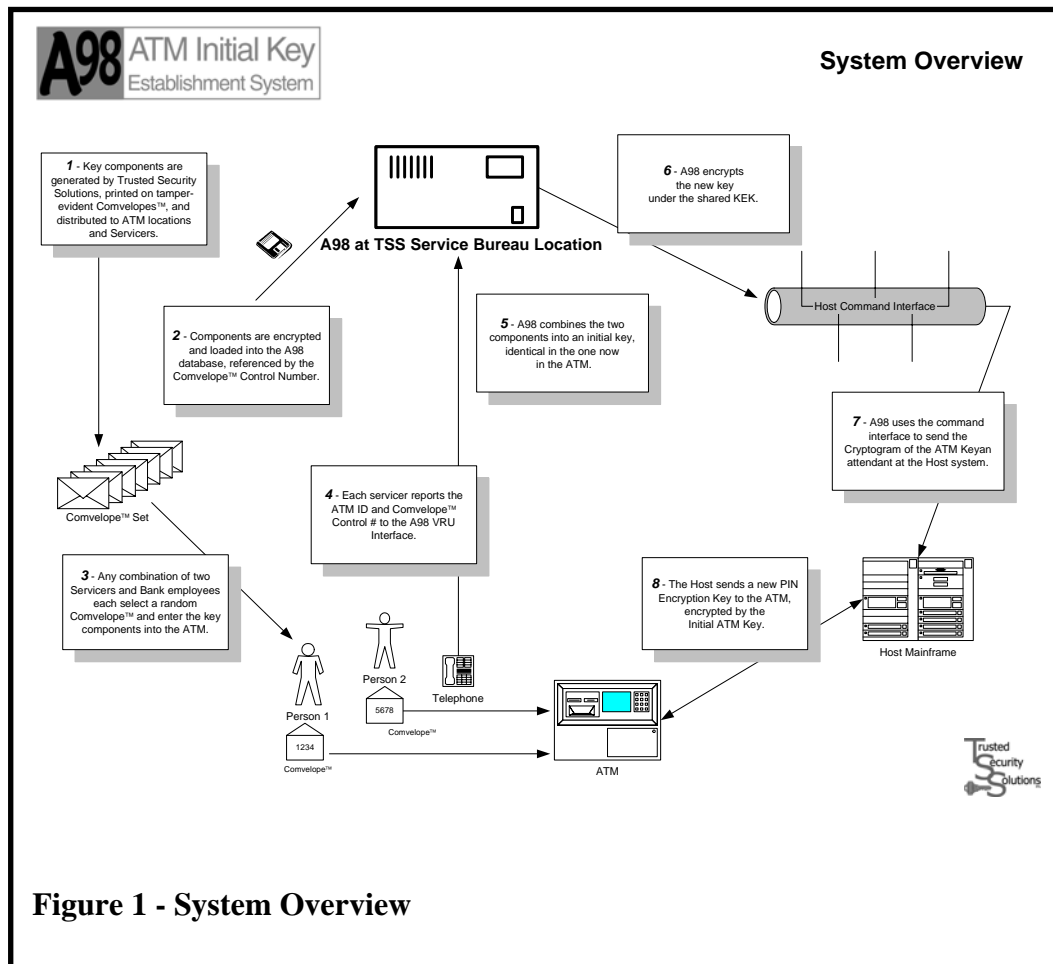 A98 ATM Initial Key
Establishment System
System Overview
1 - Key components are
generated by Trusted Security
Solutions, printed on tamper-
evident Comvelopes™, and
distributed to ATM locations
and Servicers.
6 - A98 encrypts
the new key
under the shared KEK.
A98 at TSS Service Bureau Location
Host Command Interface
2 - Components are encrypted
and loaded into the A98
database, referenced by the
Comvelope™ Control Number.
5 - A98 combines the two
components into an initial key,
identical in the one now
in the ATM.
7 - A98 uses the command
interface to send the
Cryptogram of the ATM Keyan
attendant at the Host system.
Comvelope™ Set
4 - Each servicer reports the
ATM ID and Comvelope™
Control # to the A98 VRU
Interface.
3 - Any combination of two
Servicers and Bank employees
each select a random
Comvelope™ and enter the key
components into the ATM.
8 - The Host sends a new PIN
Encryption Key to the ATM,
encrypted by the
Initial ATM Key.
Host Mainframe
Person 2
Telephone
Person 1
5678
Comvelope™
1234
Comvelope™
ATM
Trusted
Security
Solutions
Figure 1 - System Overview